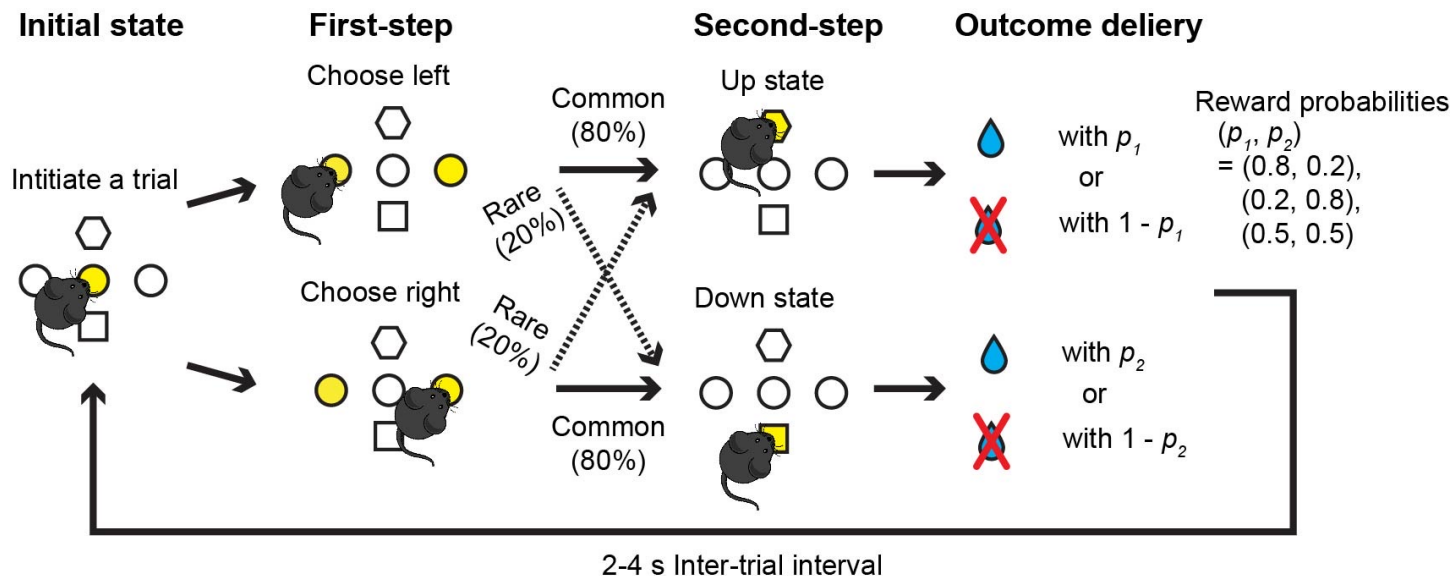 Initial state
First-step
Second-step
Outcome deliery
Choose left
Common
(80%)
Up state
Reward probabilities
(p1, p2)
= (0.8, 0.2),
(0.2, 0.8),
(0.5, 0.5)
Intitiate a trial
with p1
or
with 1 - p1
Rare
(20%)
Choose right
Rare
(20%)
Down state
with p2
or
with 1 - p2
Common
(80%)
2-4 s Inter-trial interval